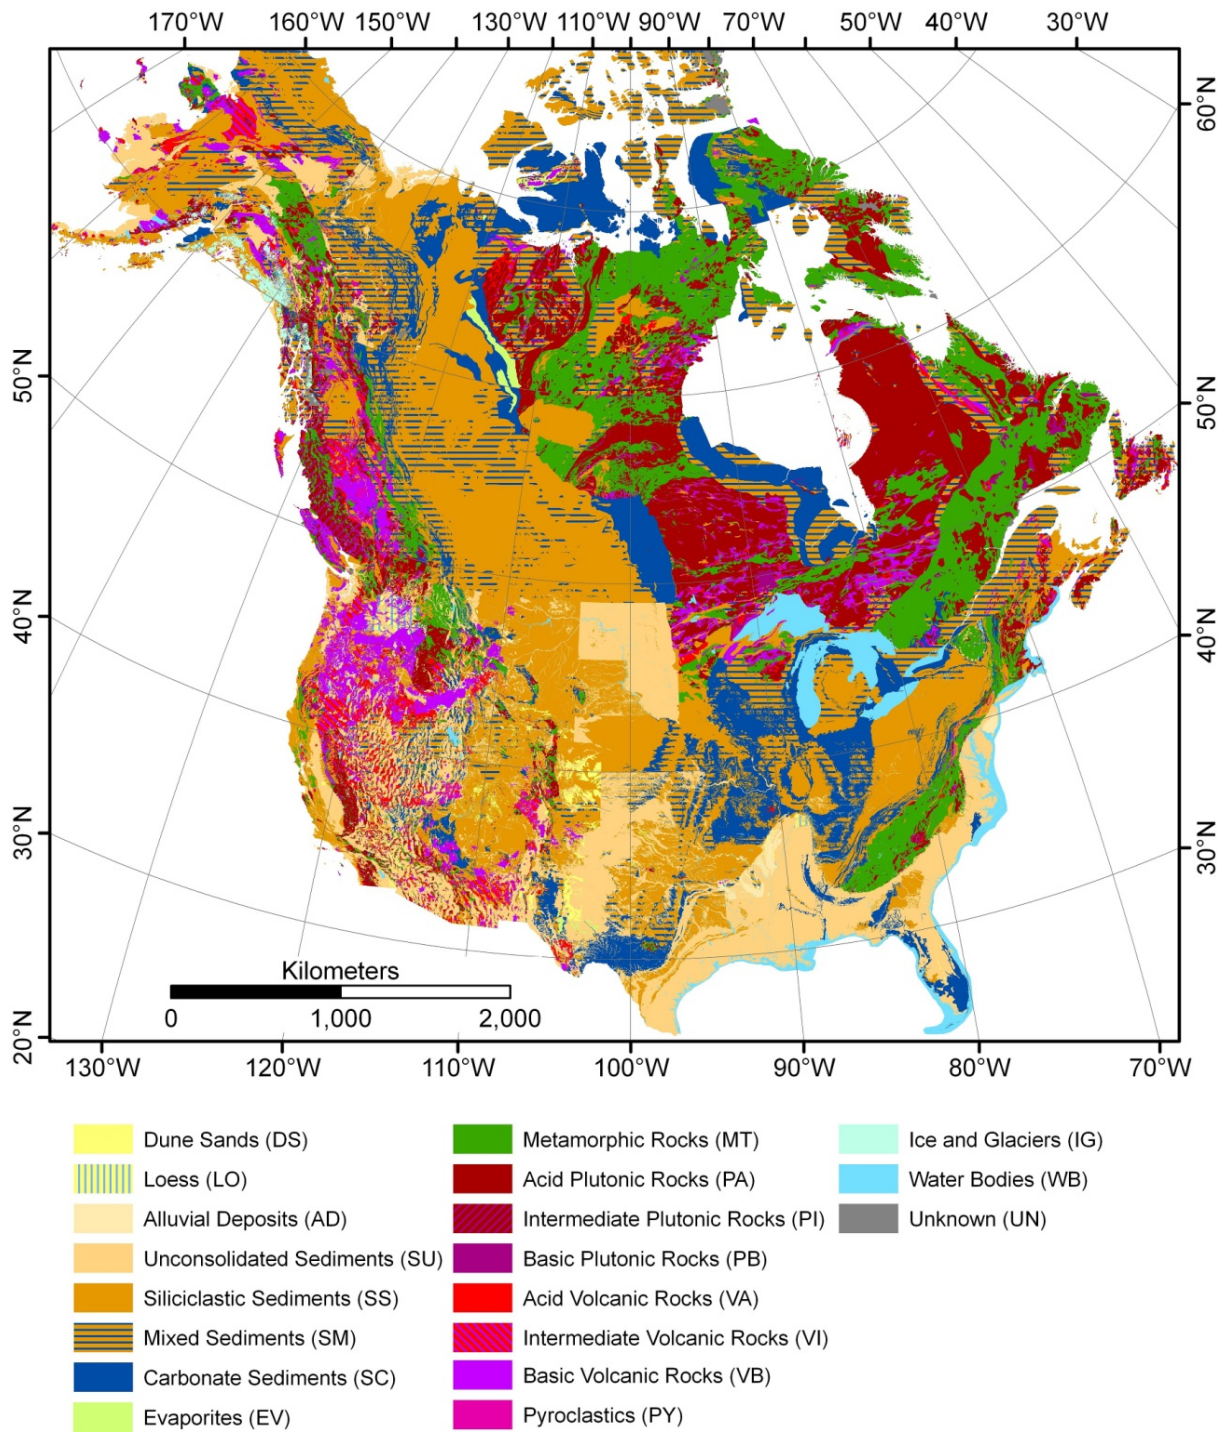 170°W 160°W 150°W 130°W 110°W 90°W 70°W 50°W 40°W 30°W
60°N
50°N
50°N
40°N
40°N
30°N
30°N
20°N
Kilometers
0 1,000 2,000
130°W 120°W 110°W 100°W 90°W 80°W 70°W
Dune Sands (DS)
Loess (LO)
Alluvial Deposits (AD)
Unconsolidated Sediments (SU)
Siliciclastic Sediments (SS)
Mixed Sediments (SM)
Carbonate Sediments (SC)
Evaporites (EV)
Metamorphic Rocks (MT)
Acid Plutonic Rocks (PA)
Intermediate Plutonic Rocks (PI)
Basic Plutonic Rocks (PB)
Acid Volcanic Rocks (VA)
Intermediate Volcanic Rocks (VI)
Basic Volcanic Rocks (VB)
Pyroclastics (PY)
Ice and Glaciers (IG)
Water Bodies (WB)
Unknown (UN)